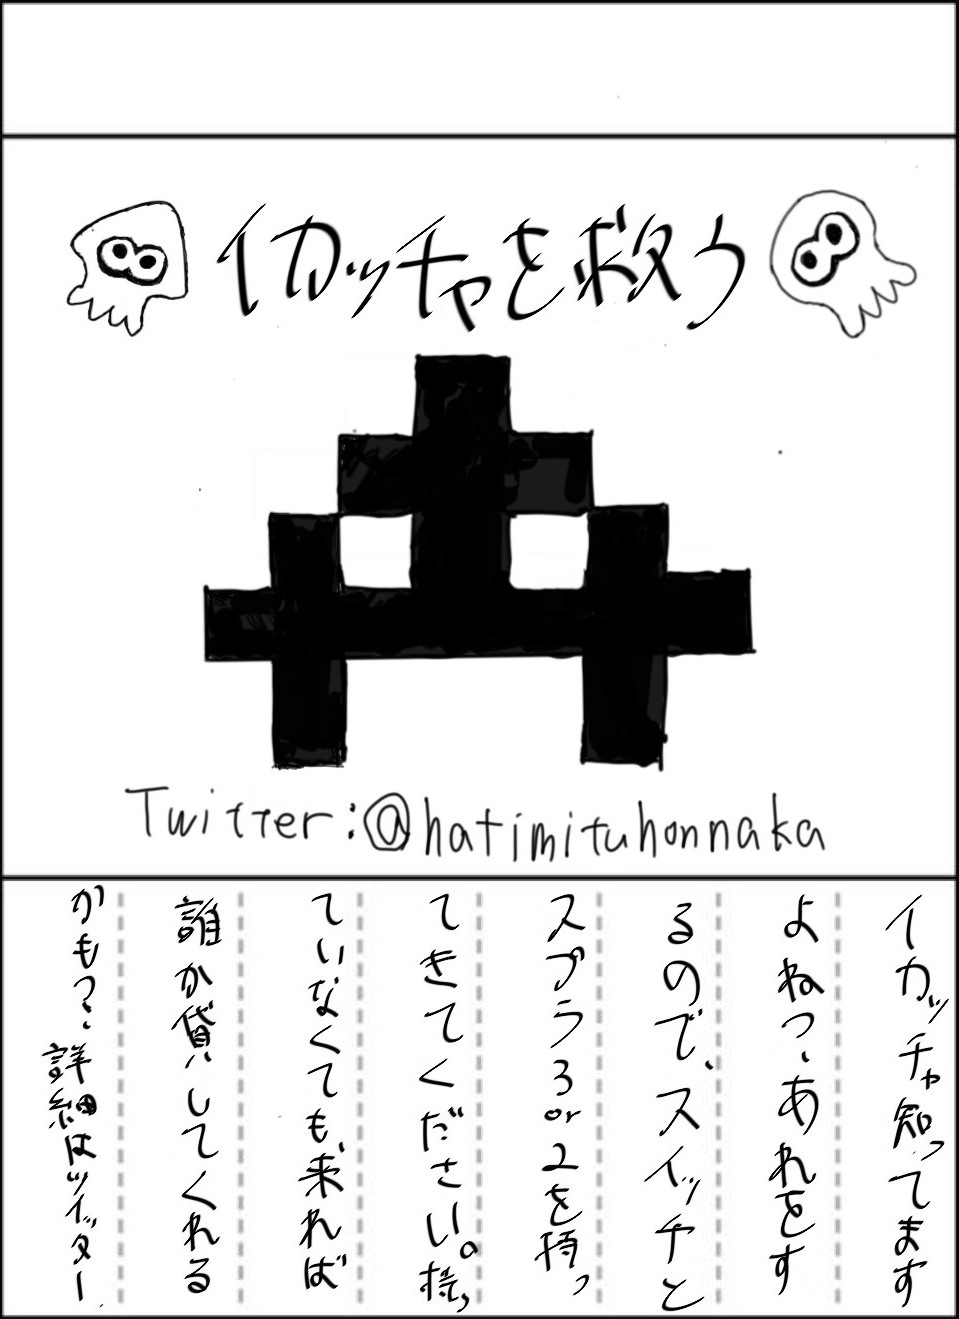 イカッチャを救う
Twitter:@hatimituhonnaka
イカッチャ知ってます
よねっ、あれをす
るので、スイッチと
スプラ3or2を持っ
てきてください。持っ
ていなくても、来れば
誰か貸してくれる
かもっ、詳細はツイッター